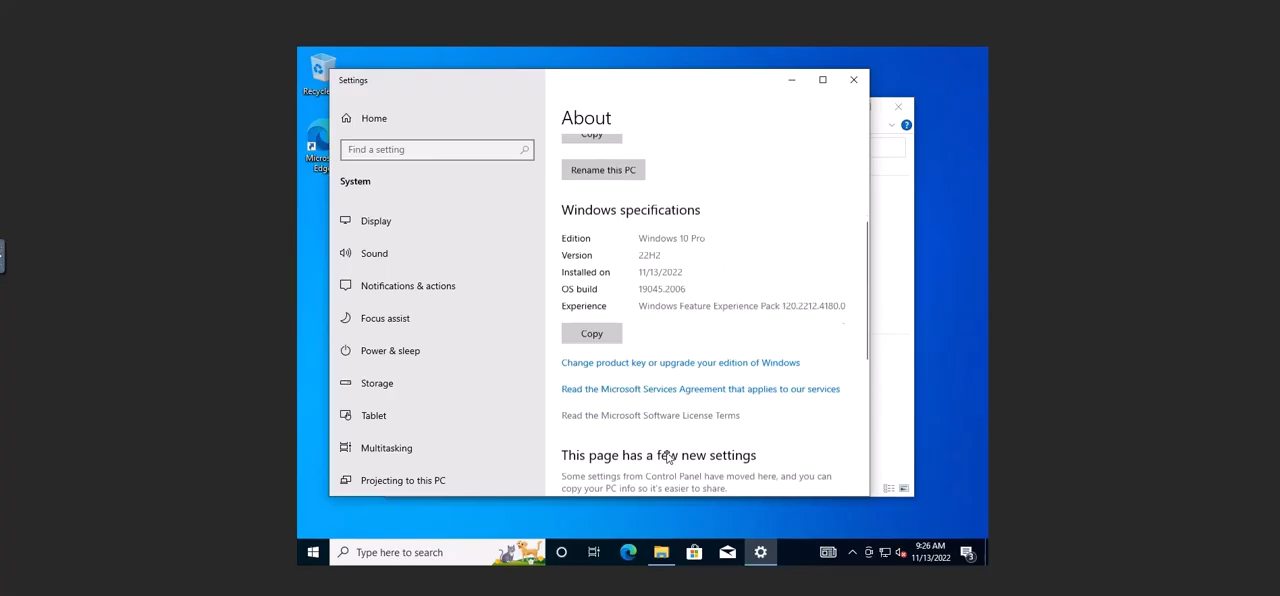 Recycle
Micros
Edg
Settings
Home
Find a setting
System
Display
Sound
Notifications & actions
Focus assist
Power & sleep
Storage
Tablet
Multitasking
Projecting to this PC
About
Copy
Rename this PC
Windows specifications
Edition Windows 10 Pro
Version 22H2
Installed on 11/13/2022
OS build 19045.2006
Experience Windows Feature Experience Pack 120.2212.4180.0
Copy
Change product key or upgrade your edition of Windows
Read the Microsoft Services Agreement that applies to our services
Read the Microsoft Software License Terms
This page has a few new settings
Some settings from Control Panel have moved here, and you can
copy your PC info so it's easier to share.
Type here to search
9:26 AM
11/13/2022
3